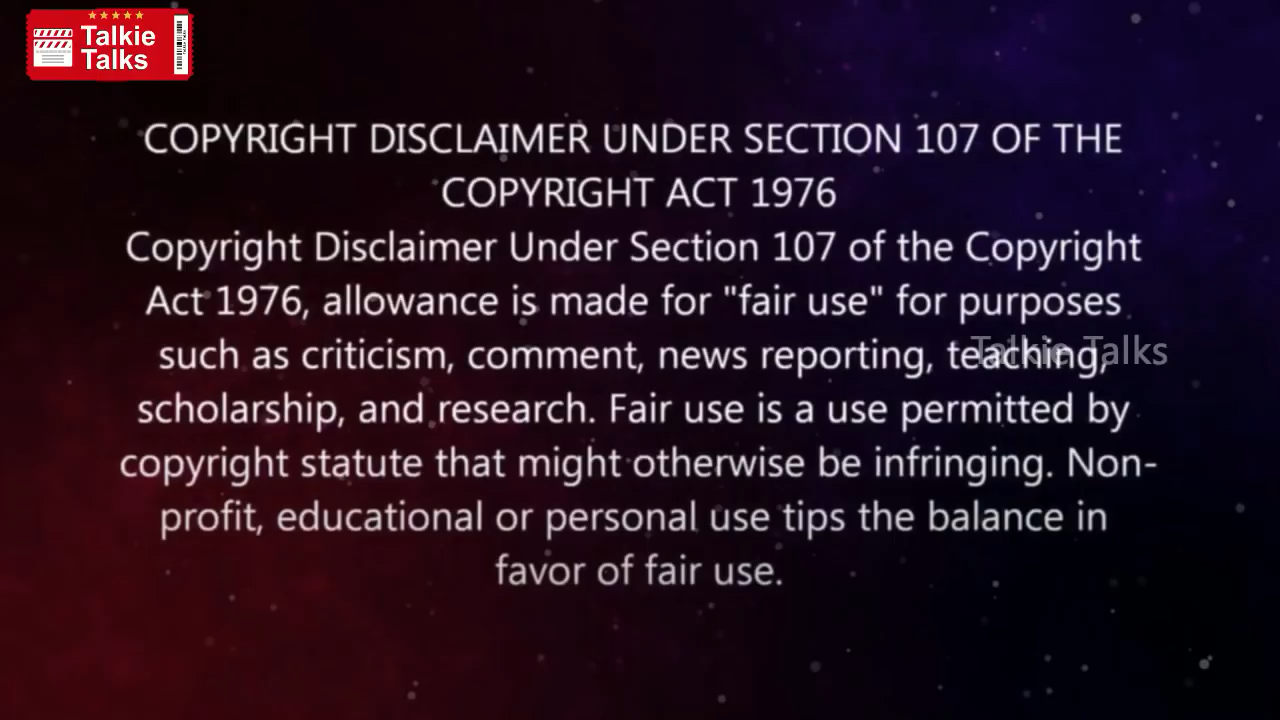 Talkie
Talks
COPYRIGHT DISCLAIMER UNDER SECTION 107 OF THE
COPYRIGHT ACT 1976
Copyright Disclaimer Under Section 107 of the Copyright
Act 1976, allowance is made for "fair use" for purposes
such as criticism, comment, news reporting, teaching,
Talkie Talks
scholarship, and research. Fair use is a use permitted by
copyright statute that might otherwise be infringing. Non-
profit, educational or personal use tips the balance in
favor of fair use.